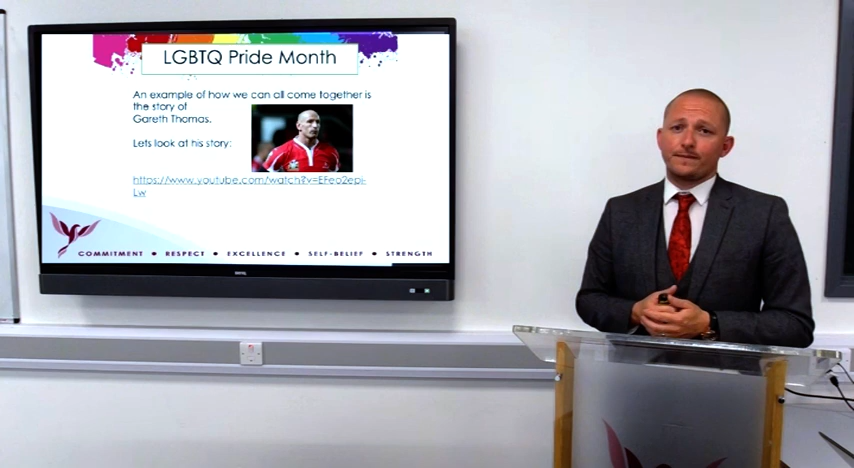 LGBTQ Pride Month
An example of how we can all come together is
the story of
Gareth Thomas.
Lets look at his story:
https://www.youtube.com/watch?v=EFeo2epi-
Lw
COMMITMENT • RESPECT • EXCELLENCE • SELF-BELIEF • STRENGTH
BENQ